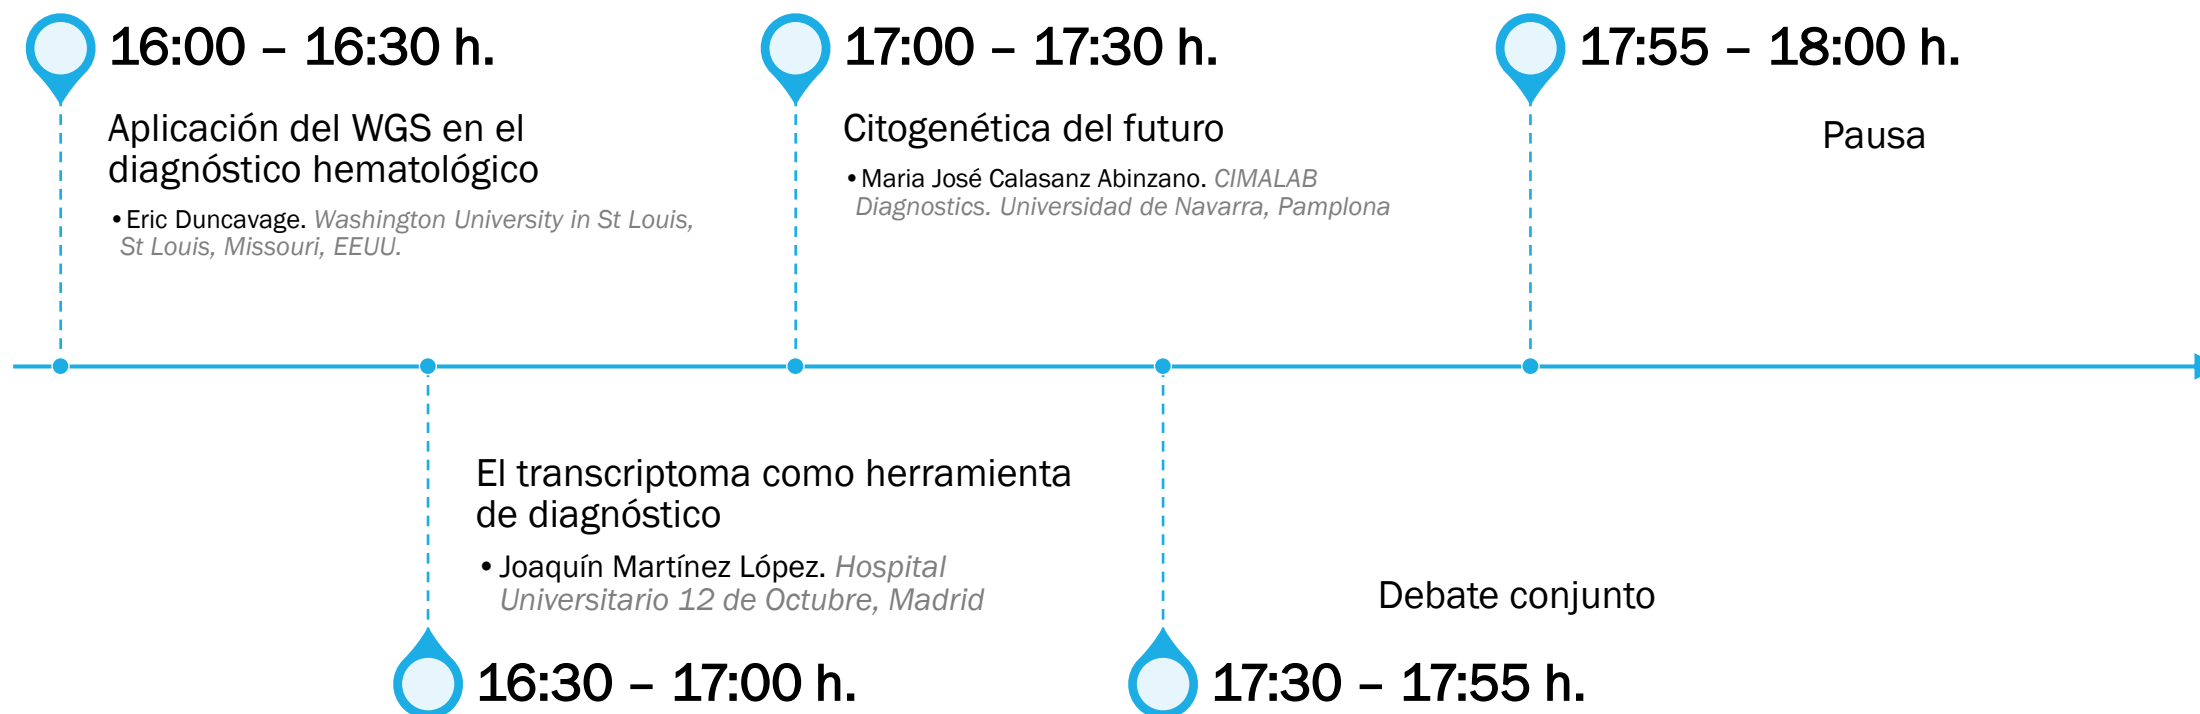 16:00 – 16:30 h.
Aplicación del WGS en el
diagnóstico hematológico
•Eric Duncavage. Washington University in St Louis,
St Louis, Missouri, EEUU.
17:00 – 17:30 h.
Citogenética del futuro
•Maria José Calasanz Abinzano. CIMALAB
Diagnostics. Universidad de Navarra, Pamplona
17:55 – 18:00 h.
Pausa
El transcriptoma como herramienta
de diagnóstico
•Joaquín Martínez López. Hospital
Universitario 12 de Octubre, Madrid
16:30 – 17:00 h.
Debate conjunto
17:30 – 17:55 h.